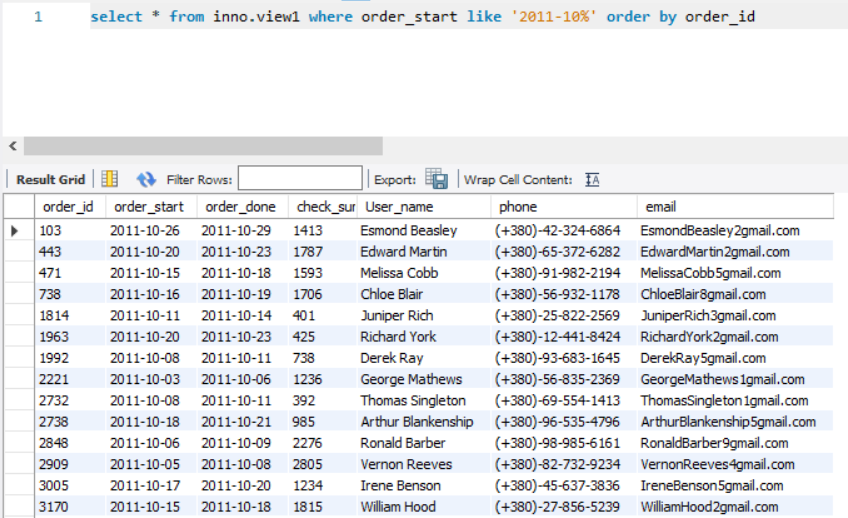 1 select * from inno.view1 where order_start like '2011-10%' order by order_id
Result Grid Filter Rows: Export: Wrap Cell Content:
order_id order_start order_done check_sur User_name phone email
103 2011-10-26 2011-10-29 1413 Esmond Beasley (+380)-42-324-6864 EsmondBeasley2gmail.com
443 2011-10-20 2011-10-23 1787 Edward Martin (+380)-65-372-6282 EdwardMartin2gmail.com
471 2011-10-15 2011-10-18 1593 Melissa Cobb (+380)-91-982-2194 MelissaCobb5gmail.com
738 2011-10-16 2011-10-19 1706 Chloe Blair (+380)-56-932-1178 ChloeBlair8gmail.com
1814 2011-10-11 2011-10-14 401 Juniper Rich (+380)-25-822-2569 JuniperRich3gmail.com
1963 2011-10-20 2011-10-23 425 Richard York (+380)-12-441-8424 RichardYork2gmail.com
1992 2011-10-08 2011-10-11 738 Derek Ray (+380)-93-683-1645 DerekRay5gmail.com
2221 2011-10-03 2011-10-06 1236 George Mathews (+380)-56-835-2369 GeorgeMathews1gmail.com
2732 2011-10-08 2011-10-11 392 Thomas Singleton (+380)-69-554-1413 ThomasSingleton1gmail.com
2738 2011-10-18 2011-10-21 985 Arthur Blankenship (+380)-96-535-4796 ArthurBlankenship5gmail.com
2848 2011-10-06 2011-10-09 2276 Ronald Barber (+380)-98-985-6161 RonaldBarber9gmail.com
2909 2011-10-05 2011-10-08 2805 Vernon Reeves (+380)-82-732-9234 VernonReeves4gmail.com
3005 2011-10-17 2011-10-20 1234 Irene Benson (+380)-45-637-3836 IreneBenson5gmail.com
3170 2011-10-15 2011-10-18 1815 William Hood (+380)-27-856-5239 WilliamHood2gmail.com